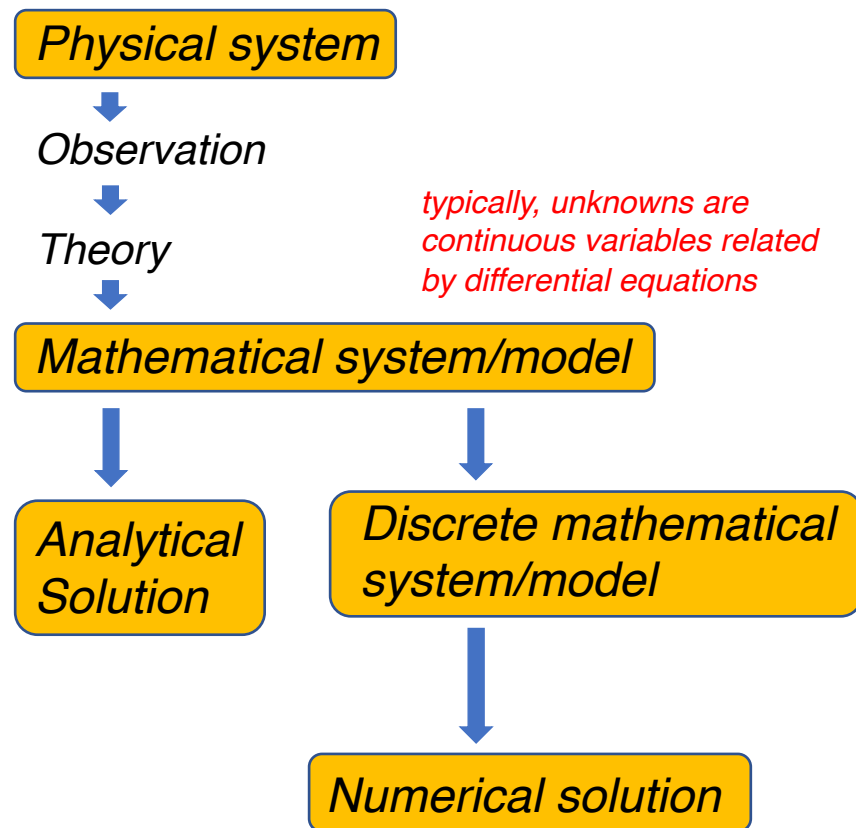 Physical system
Observation
Theory
typically, unknowns are
continuous variables related
by differential equations
Mathematical system/model
Analytical
Solution
Discrete mathematical
system/model
Numerical solution